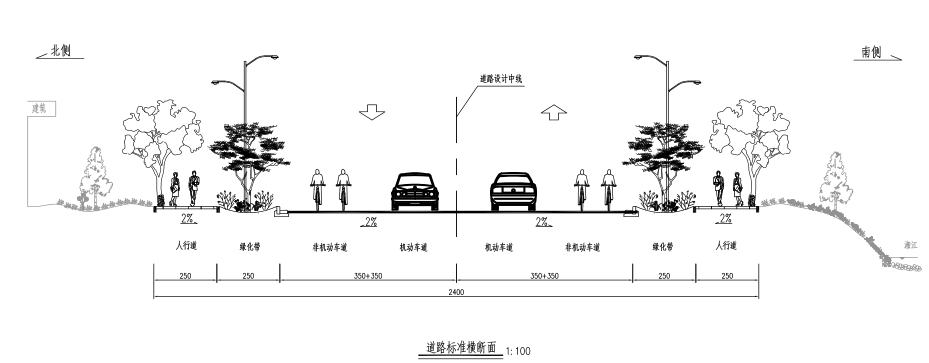 北侧
南侧
道路设计中线
建筑
2%
2%
2%
2%
湘江
人行道
绿化带
非机动车道
机动车道
机动车道
非机动车道
绿化带
人行道
250
250
350+350
350+350
250
250
2400
道路标准横断面 1:100